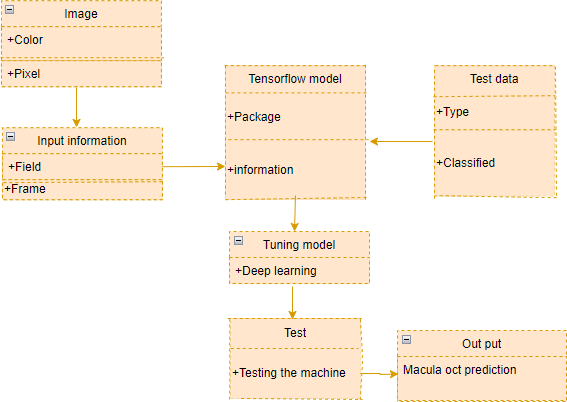 Image
+Color
+Pixel
Input information
+Field
+Frame
Tensorflow model
+Package
+information
Test data
+Type
+Classified
Tuning model
+Deep learning
Test
+Testing the machine
Out put
Macula oct prediction